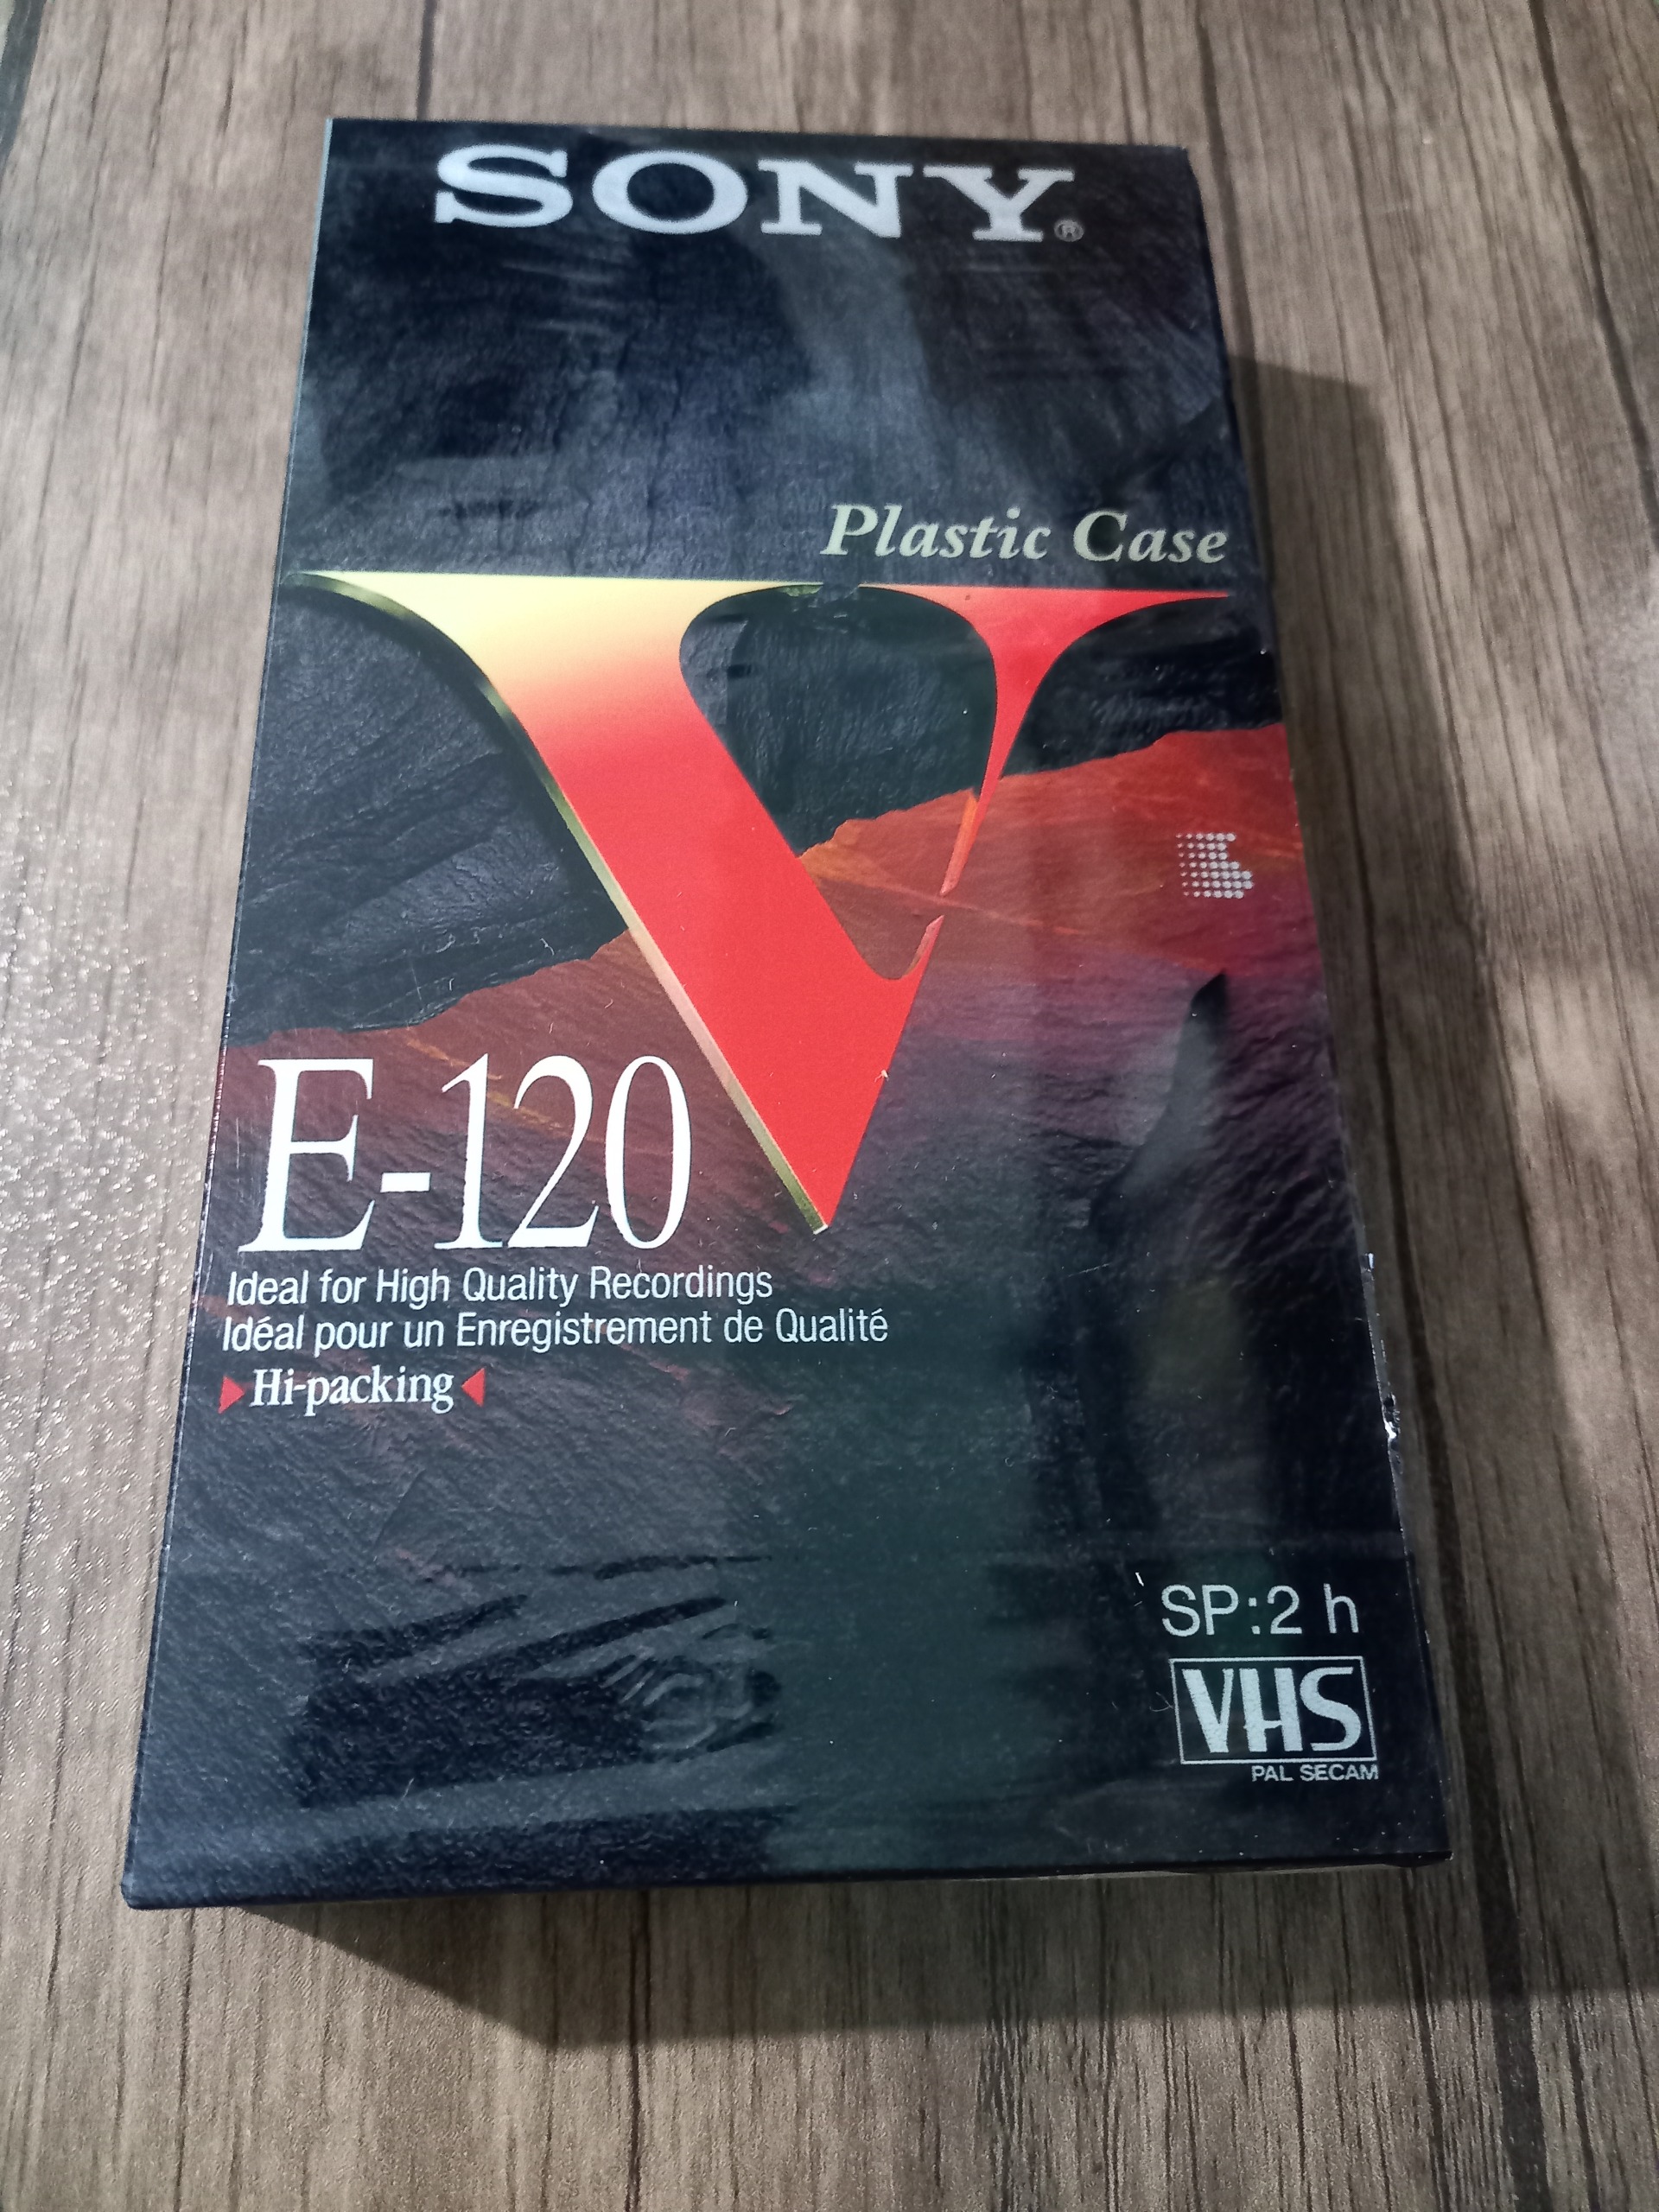 SONY®
Plastic Case
V
E-120
Ideal for High Quality Recordings
Idéal pour un Enregistrement de Qualité
Hi-packing
SP:2 h
VHS
PAL SECAM